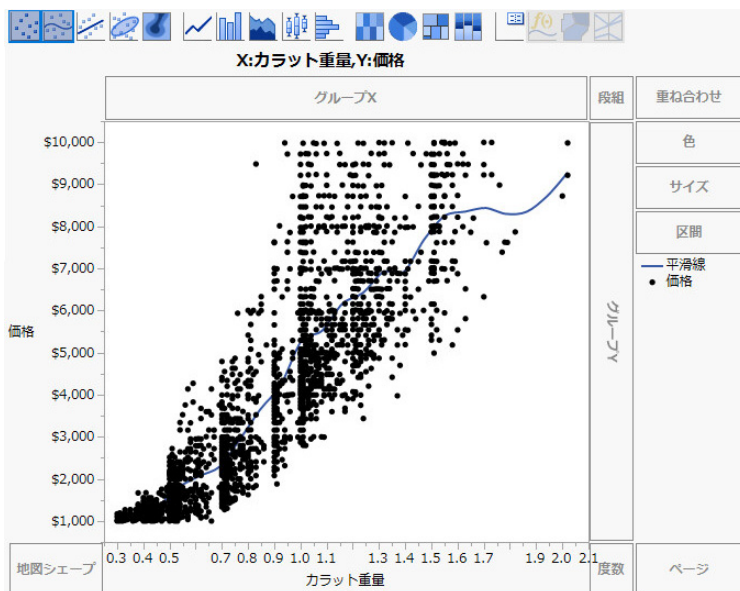 X:カラット重量,Y:価格
グループX
段組
重ね合わせ
色
サイズ
区間
平滑線
価格
グループY
価格
$10,000
$9,000
$8,000
$7,000
$6,000
$5,000
$4,000
$3,000
$2,000
$1,000
0.3 0.4 0.5 0.7 0.8 0.9 1.0 1.1 1.3 1.4 1.5 1.6 1.7 1.9 2.0 2.1
カラット重量
地図シェープ
度数
ページ